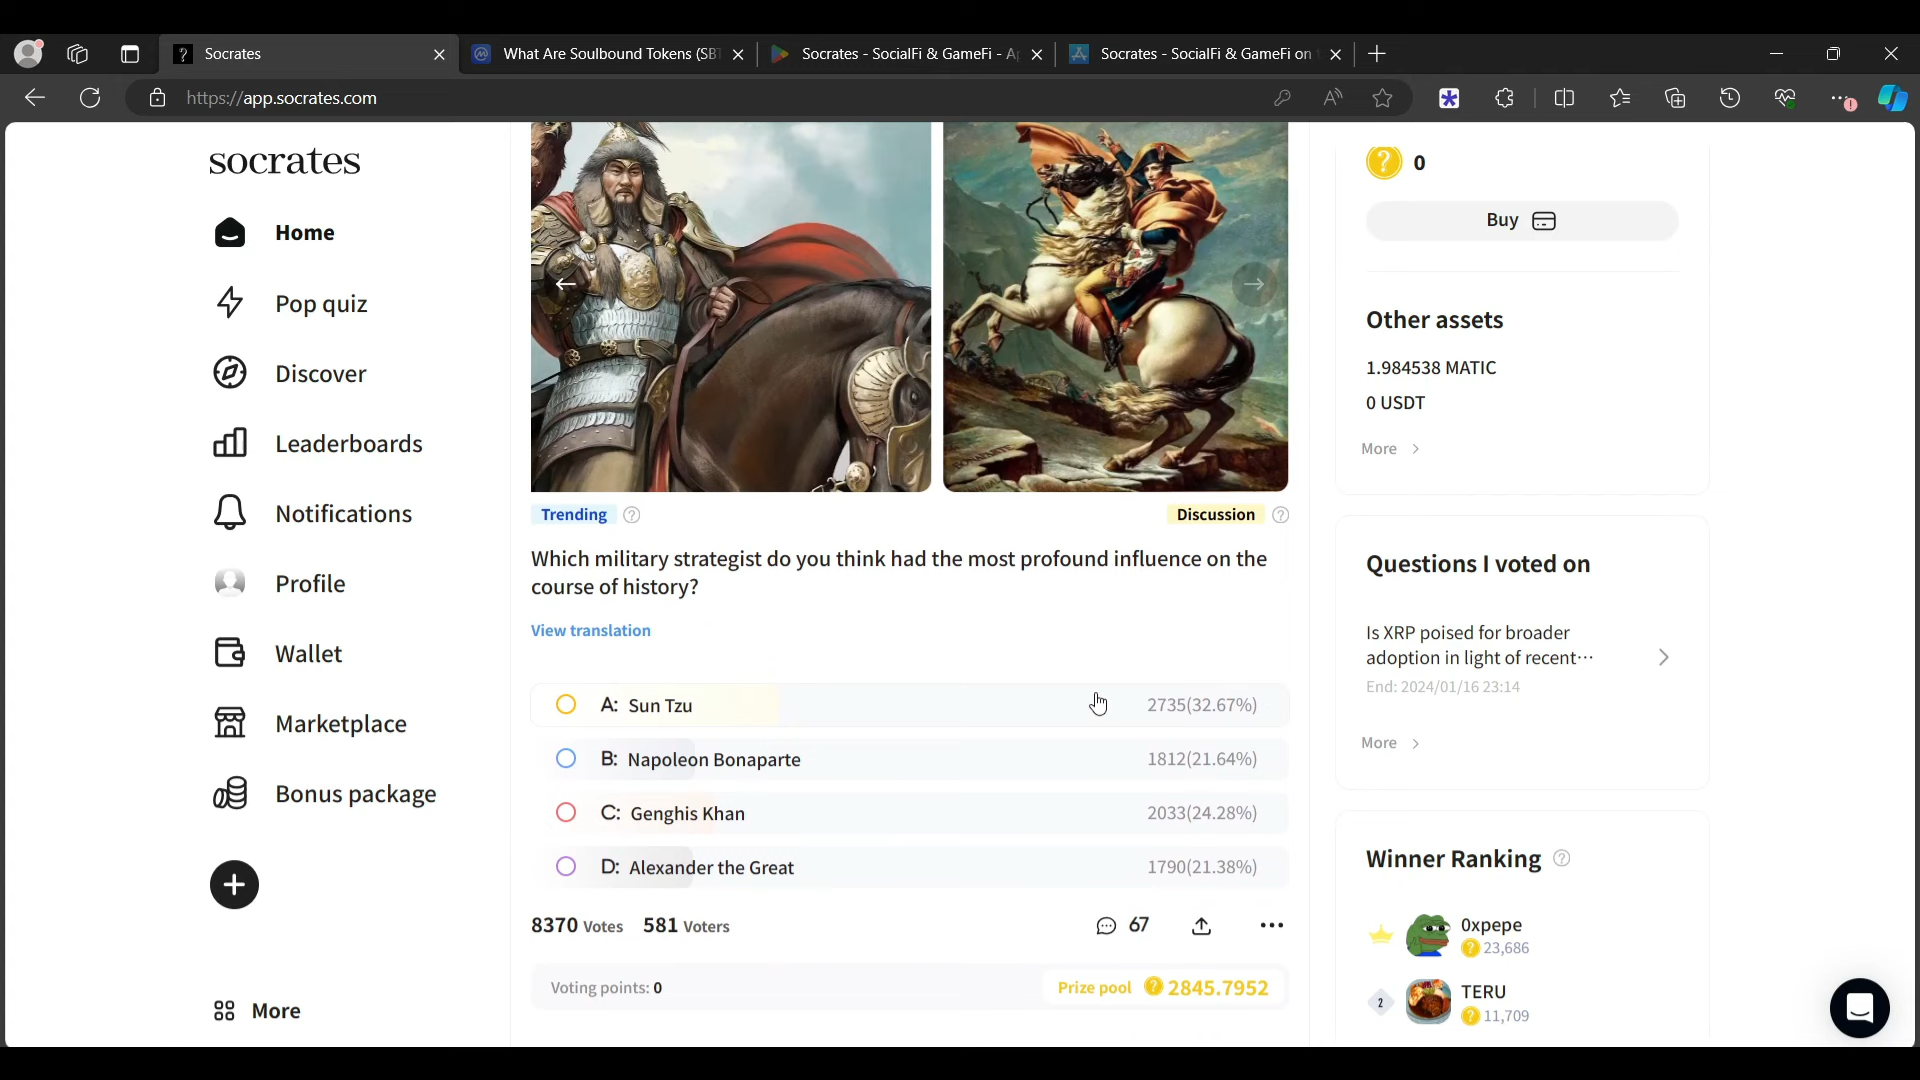 Socrates
What Are Soulbound Tokens (SBT
Socrates - SocialFi & GameFi - A
Socrates - SocialFi & GameFi on
https://app.socrates.com
socrates
Home
Pop quiz
Discover
Leaderboards
Notifications
Profile
Wallet
Marketplace
Bonus package
More
BONAPARTE
Trending
Discussion
Which military strategist do you think had the most profound influence on the
course of history?
View translation
A: Sun Tzu 2735(32.67%)
B: Napoleon Bonaparte 1812(21.64%)
C: Genghis Khan 2033(24.28%)
D: Alexander the Great 1790(21.38%)
8370 Votes 581 Voters 67
Voting points: 0 Prize pool 2845.7952
0
Buy
Other assets
1.984538 MATIC
0 USDT
More
Questions I voted on
Is XRP poised for broader
adoption in light of recent···
End: 2024/01/16 23:14
More
Winner Ranking
0xpepe
23,686
2
TERU
11,709